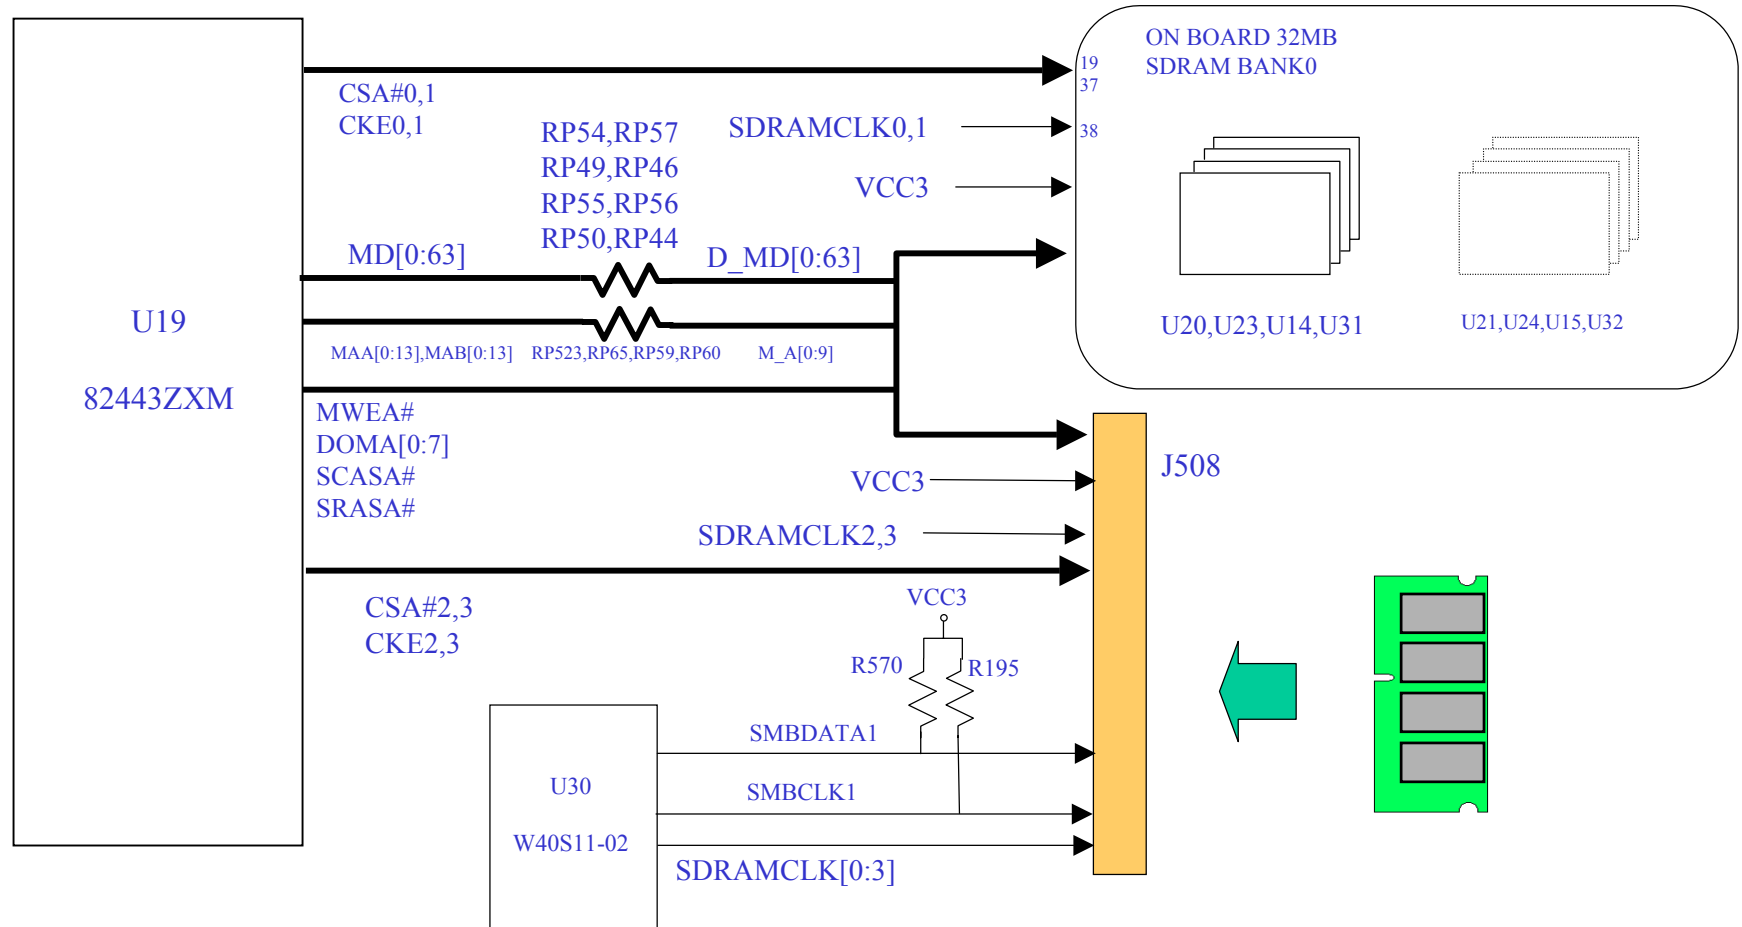 ON BOARD 32MB
SDRAM BANK0
19
37
38
CSA#0,1
CKE0,1
RP54,RP57
RP49,RP46
RP55,RP56
RP50,RP44
SDRAMCLK0,1
VCC3
MD[0:63]
D_MD[0:63]
U19
82443ZXM
MAA[0:13],MAB[0:13]
RP523,RP65,RP59,RP60
M_A[0:9]
U20,U23,U14,U31
U21,U24,U15,U32
MWEA#
DOMA[0:7]
SCASA#
SRASA#
J508
VCC3
SDRAMCLK2,3
CSA#2,3
CKE2,3
VCC3
R570
R195
SMBDATA1
U30
W40S11-02
SMBCLK1
SDRAMCLK[0:3]